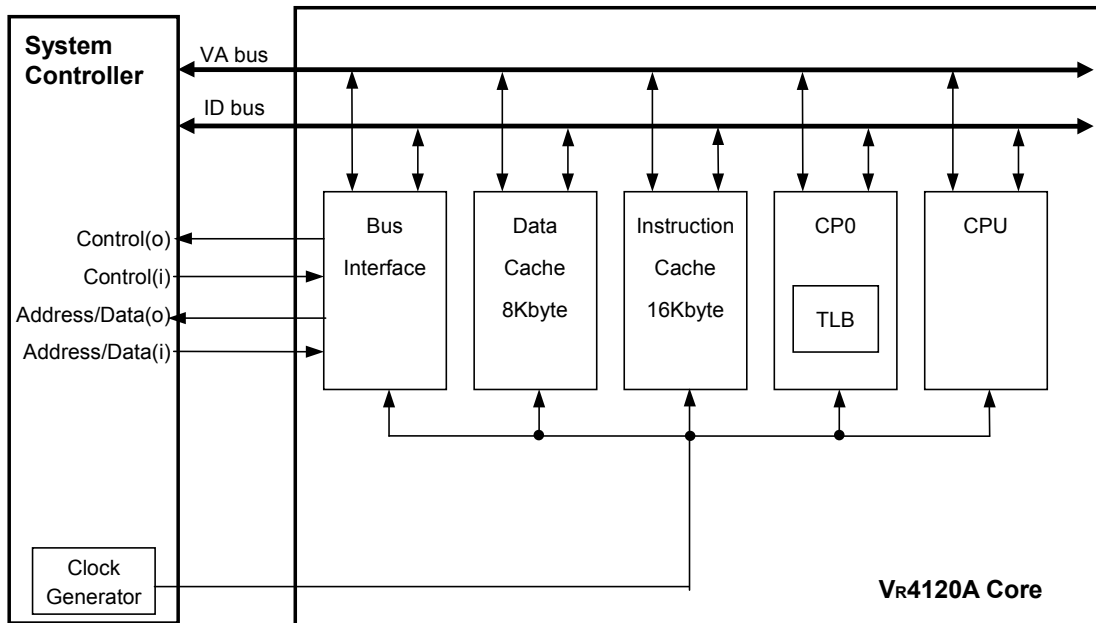 System
Controller
VA bus
ID bus
Control(o)
Control(i)
Address/Data(o)
Address/Data(i)
Bus
Interface
Data
Cache
8Kbyte
Instruction
Cache
16Kbyte
CP0
TLB
CPU
Clock
Generator
VR4120A Core